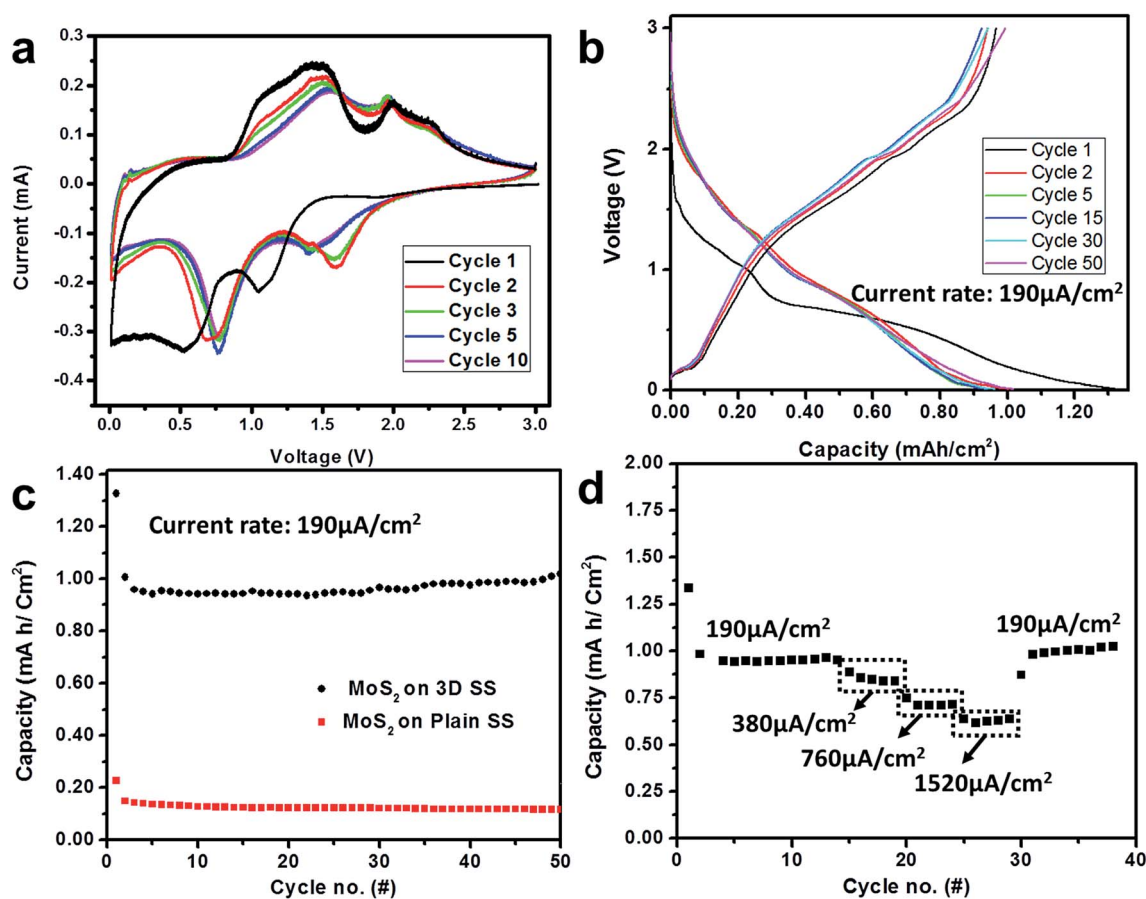 a
0.3
0.2
0.1
0.0
-0.1
-0.2
-0.3
-0.4
Current (mA)
Cycle 1
Cycle 2
Cycle 3
Cycle 5
Cycle 10
0.0 0.5 1.0 1.5 2.0 2.5 3.0
Voltage (V)
b
3
2
1
0
Voltage (V)
Cycle 1
Cycle 2
Cycle 5
Cycle 15
Cycle 30
Cycle 50
Current rate: 190μA/cm²
0.00 0.20 0.40 0.60 0.80 1.00 1.20
Capacity (mAh/cm²)
c
1.40
1.20
1.00
0.80
0.60
0.40
0.20
0.00
Capacity (mA h/ Cm²)
Current rate: 190μA/cm²
MoS₂ on 3D SS
MoS₂ on Plain SS
0 10 20 30 40 50
Cycle no. (#)
d
2.00
1.75
1.50
1.25
1.00
0.75
0.50
0.25
0.00
Capacity (mA h/ Cm²)
190μA/cm²
190μA/cm²
380μA/cm²
760μA/cm²
1520μA/cm²
0 10 20 30 40
Cycle no. (#)